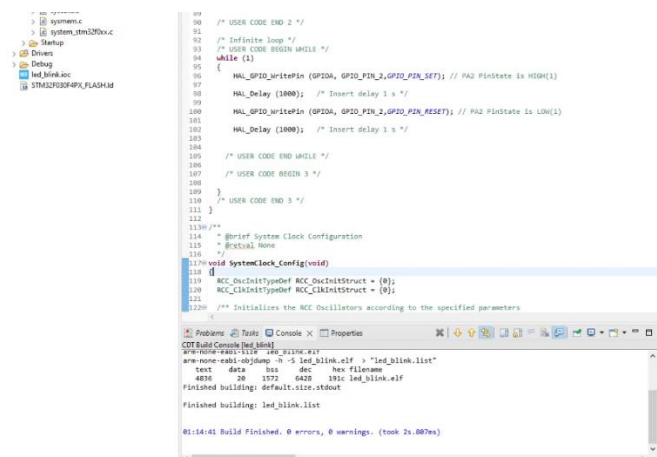 sysmem.c
system_stm32f0xx.c
Startup
Drivers
Debug
led_blink.ioc
STM32F030F4PX_FLASH.ld
89
90 /* USER CODE END 2 */
91
92 /* Infinite loop */
93 /* USER CODE BEGIN WHILE */
94 while (1)
95 {
96 HAL_GPIO_WritePin (GPIOA, GPIO_PIN_2,GPIO_PIN_SET); // PA2 PinState is HIGH(1)
97
98 HAL_Delay (1000); /* Insert delay 1 s */
99
100 HAL_GPIO_WritePin (GPIOA, GPIO_PIN_2,GPIO_PIN_RESET); // PA2 PinState is LOW(1)
101
102 HAL_Delay (1000); /* Insert delay 1 s */
103
104
105 /* USER CODE END WHILE */
106
107 /* USER CODE BEGIN 3 */
108
109 }
110 /* USER CODE END 3 */
111 }
112
113 /**
114 * @brief System Clock Configuration
115 * @retval None
116 */
117 void SystemClock_Config(void)
118 {
119 RCC_OscInitTypeDef RCC_OscInitStruct = {0};
120 RCC_ClkInitTypeDef RCC_ClkInitStruct = {0};
121
122 /** Initializes the RCC Oscillators according to the specified parameters
Problems Tasks Console Properties
CDT Build Console [led_blink]
arm-none-eabi-size led_blink.elf
arm-none-eabi-objdump -h -S led_blink.elf > "led_blink.list"
text data bss dec hex filename
4836 20 1572 6428 191c led_blink.elf
Finished building: default.size.stdout
Finished building: led_blink.list
01:14:41 Build Finished. 0 errors, 0 warnings. (took 2s.807ms)